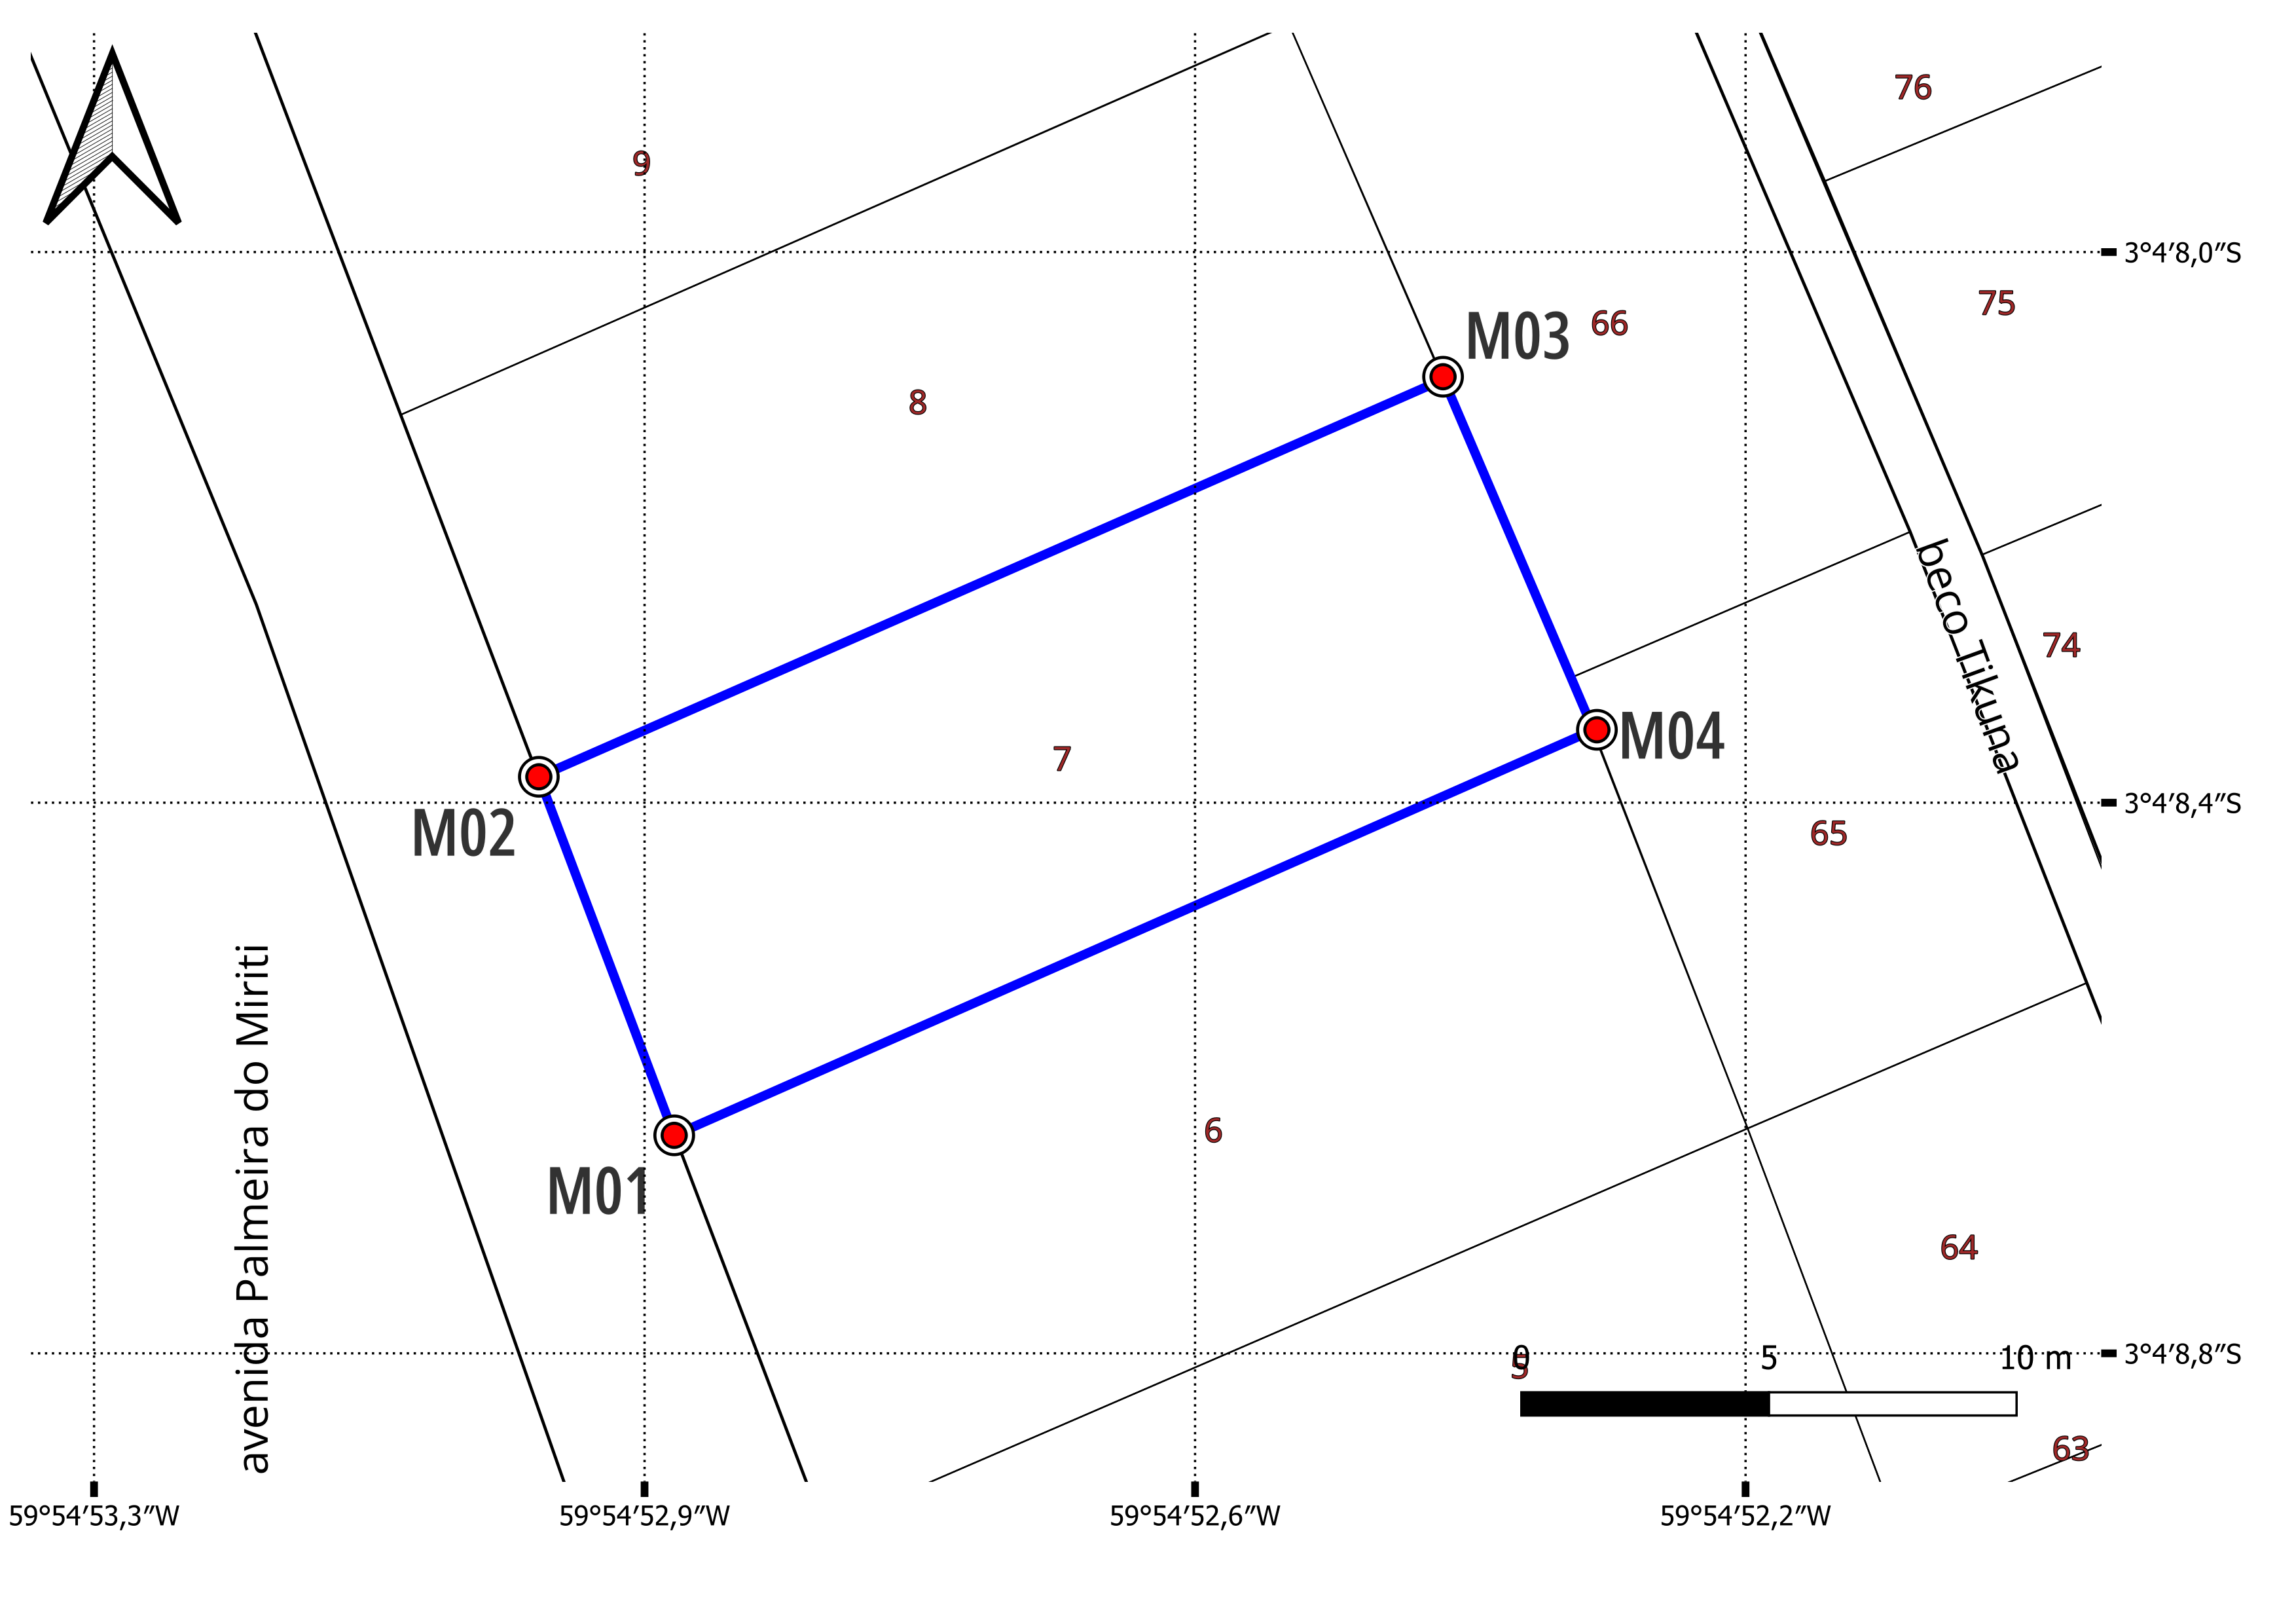 76
9
3°4′8,0″S
75
M03
66
8
beco Tikuna
74
M04
7
3°4′8,4″S
M02
65
avenida Palmeira do Miriti
6
M01
64
0
5
10 m
3°4′8,8″S
5
63
59°54′53,3″W
59°54′52,9″W
59°54′52,6″W
59°54′52,2″W